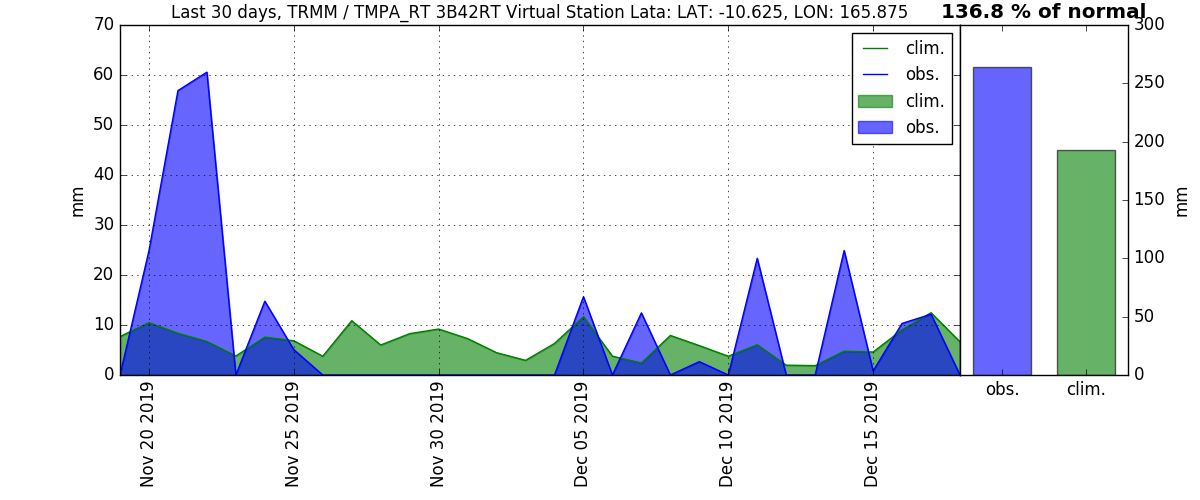 Last 30 days, TRMM / TMPA_RT 3B42RT Virtual Station Lata: LAT: -10.625, LON: 165.875
136.8 % of normal
70
60
50
40
30
20
10
0
mm
clim.
obs.
clim.
obs.
300
250
200
150
100
50
0
mm
Nov 20 2019
Nov 25 2019
Nov 30 2019
Dec 05 2019
Dec 10 2019
Dec 15 2019
obs.
clim.